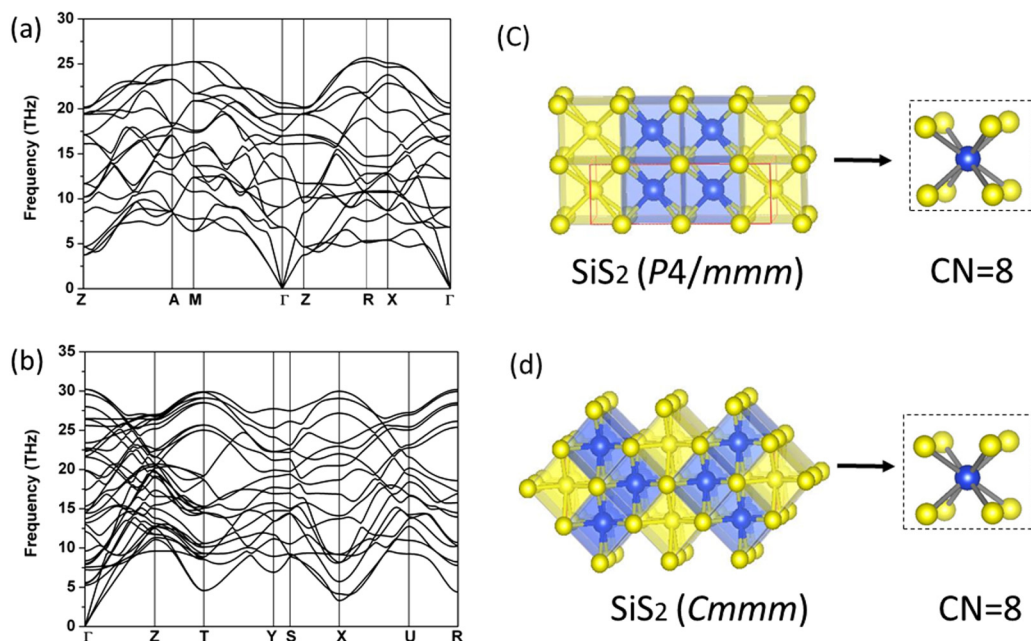 (a)
30
25
20
15
10
5
0
Frequency (THz)
Z A M Γ Z R X Γ
(b)
35
30
25
20
15
10
5
0
Frequency (THz)
Γ Z T Y S X U R
(C)
SiS2 (P4/mmm)
CN=8
(d)
SiS2 (Cmmm)
CN=8